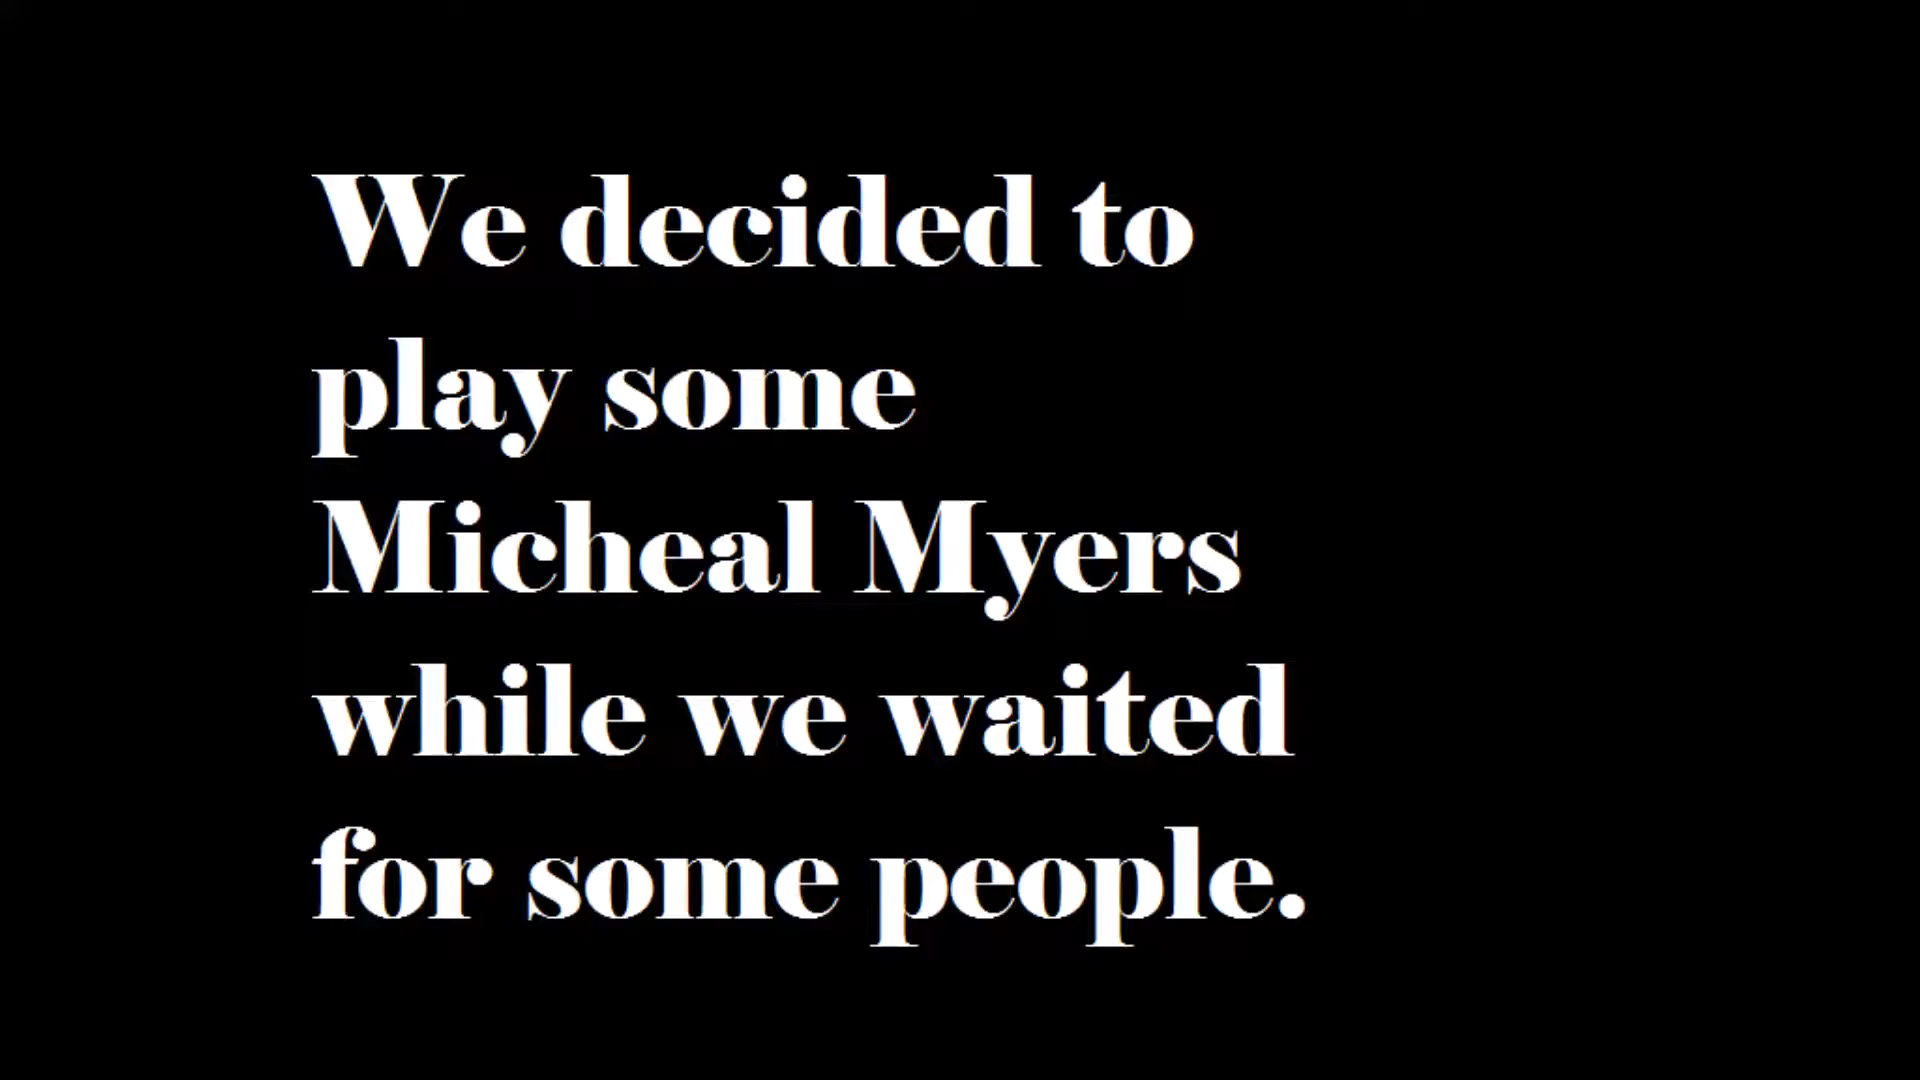 We decided to
play some
Micheal Myers
while we waited
for some people.